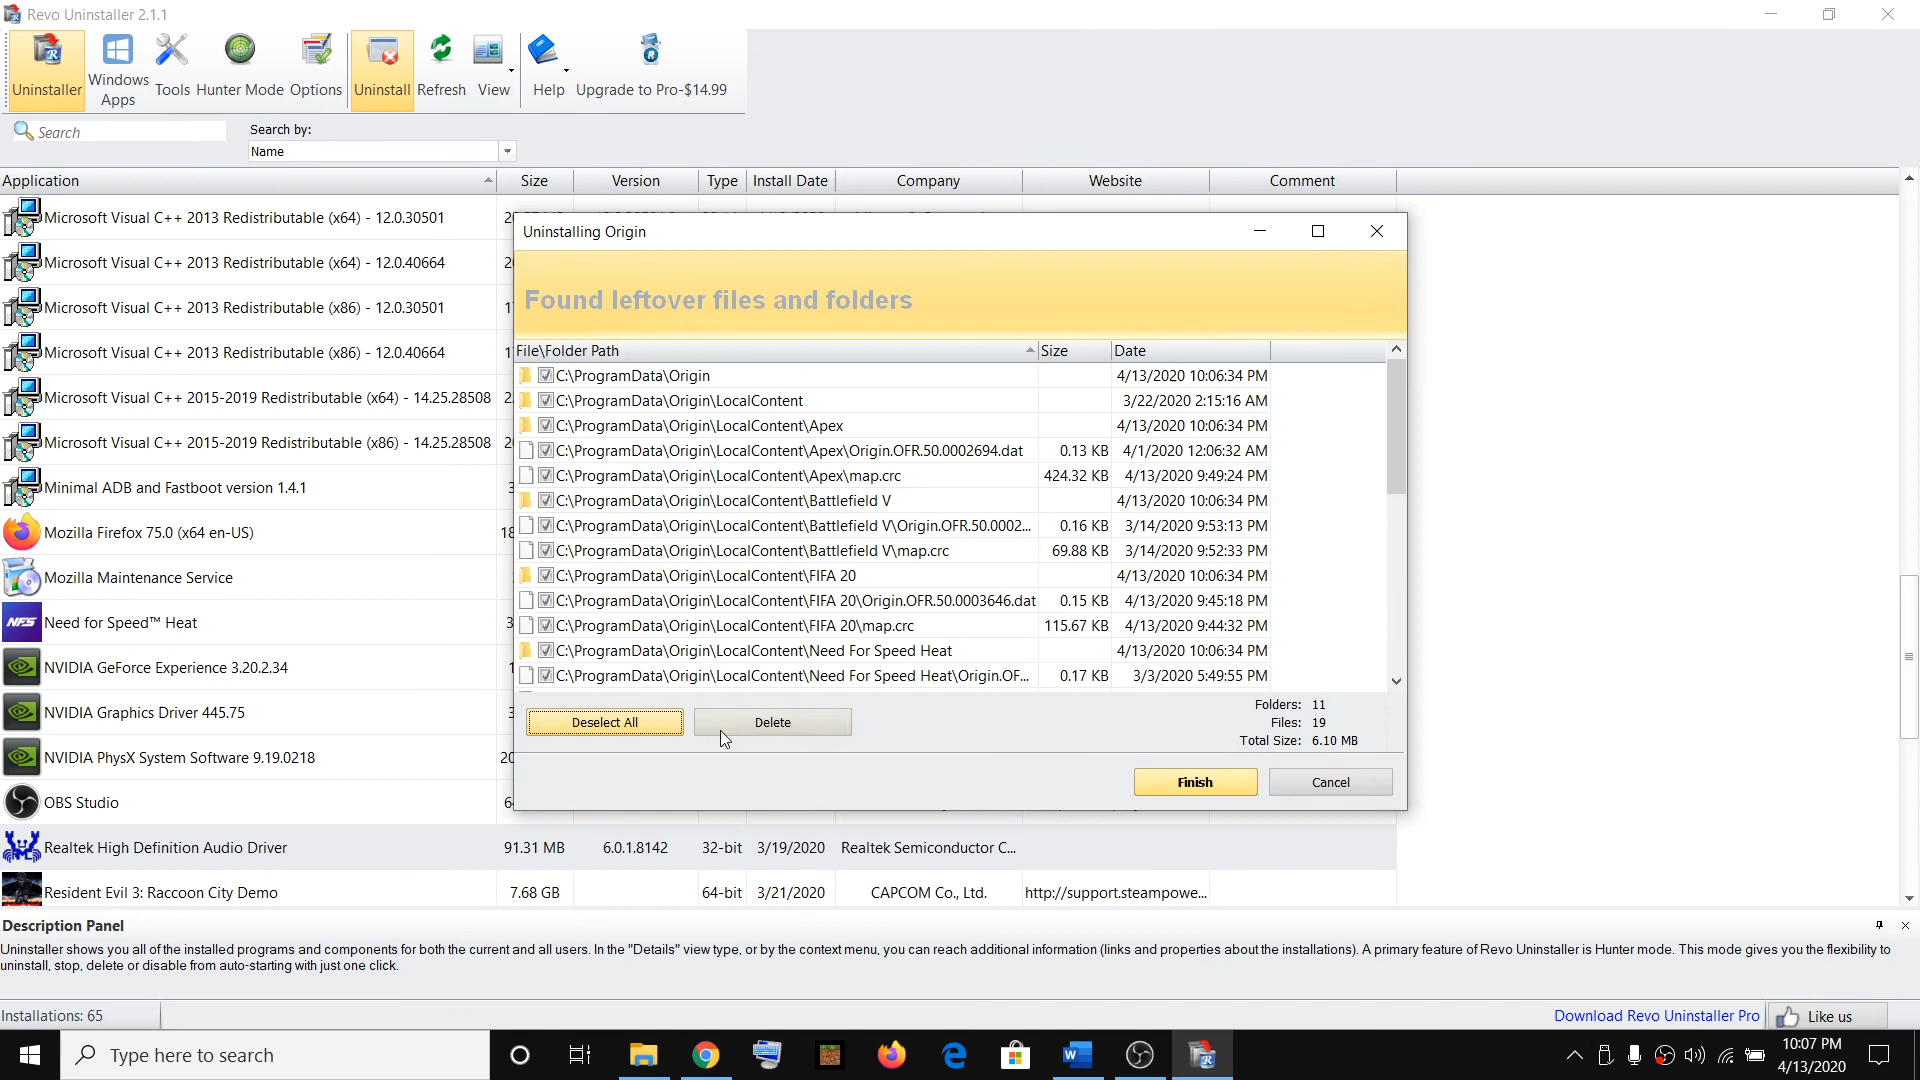 Revo Uninstaller 2.1.1
Uninstaller
Windows Apps
Tools
Hunter Mode
Options
Uninstall
Refresh
View
Help
Upgrade to Pro-$14.99
Search
Search by:
Name
Application Size Version Type Install Date Company Website Comment
Microsoft Visual C++ 2013 Redistributable (x64) - 12.0.30501
Microsoft Visual C++ 2013 Redistributable (x64) - 12.0.40664
Microsoft Visual C++ 2013 Redistributable (x86) - 12.0.30501
Microsoft Visual C++ 2013 Redistributable (x86) - 12.0.40664
Microsoft Visual C++ 2015-2019 Redistributable (x64) - 14.25.28508
Microsoft Visual C++ 2015-2019 Redistributable (x86) - 14.25.28508
Minimal ADB and Fastboot version 1.4.1
Mozilla Firefox 75.0 (x64 en-US)
Mozilla Maintenance Service
NFS Need for Speed™ Heat
NVIDIA GeForce Experience 3.20.2.34
NVIDIA Graphics Driver 445.75
NVIDIA PhysX System Software 9.19.0218
OBS Studio
Realtek High Definition Audio Driver 91.31 MB 6.0.1.8142 32-bit 3/19/2020 Realtek Semiconductor C...
Resident Evil 3: Raccoon City Demo 7.68 GB 64-bit 3/21/2020 CAPCOM Co., Ltd. http://support.steampowe...
Uninstalling Origin
Found leftover files and folders
File\Folder Path Size Date
C:\ProgramData\Origin 4/13/2020 10:06:34 PM
C:\ProgramData\Origin\LocalContent 3/22/2020 2:15:16 AM
C:\ProgramData\Origin\LocalContent\Apex 4/13/2020 10:06:34 PM
C:\ProgramData\Origin\LocalContent\Apex\Origin.OFR.50.0002694.dat 0.13 KB 4/1/2020 12:06:32 AM
C:\ProgramData\Origin\LocalContent\Apex\map.crc 424.32 KB 4/13/2020 9:49:24 PM
C:\ProgramData\Origin\LocalContent\Battlefield V 4/13/2020 10:06:34 PM
C:\ProgramData\Origin\LocalContent\Battlefield V\Origin.OFR.50.0002... 0.16 KB 3/14/2020 9:53:13 PM
C:\ProgramData\Origin\LocalContent\Battlefield V\map.crc 69.88 KB 3/14/2020 9:52:33 PM
C:\ProgramData\Origin\LocalContent\FIFA 20 4/13/2020 10:06:34 PM
C:\ProgramData\Origin\LocalContent\FIFA 20\Origin.OFR.50.0003646.dat 0.15 KB 4/13/2020 9:45:18 PM
C:\ProgramData\Origin\LocalContent\FIFA 20\map.crc 115.67 KB 4/13/2020 9:44:32 PM
C:\ProgramData\Origin\LocalContent\Need For Speed Heat 4/13/2020 10:06:34 PM
C:\ProgramData\Origin\LocalContent\Need For Speed Heat\Origin.OF... 0.17 KB 3/3/2020 5:49:55 PM
Deselect All
Delete
Folders: 11
Files: 19
Total Size: 6.10 MB
Finish
Cancel
Description Panel
Uninstaller shows you all of the installed programs and components for both the current and all users. In the "Details" view type, or by the context menu, you can reach additional information (links and properties about the installations). A primary feature of Revo Uninstaller is Hunter mode. This mode gives you the flexibility to
uninstall, stop, delete or disable from auto-starting with just one click.
Installations: 65
Download Revo Uninstaller Pro
Like us
Type here to search
10:07 PM
4/13/2020